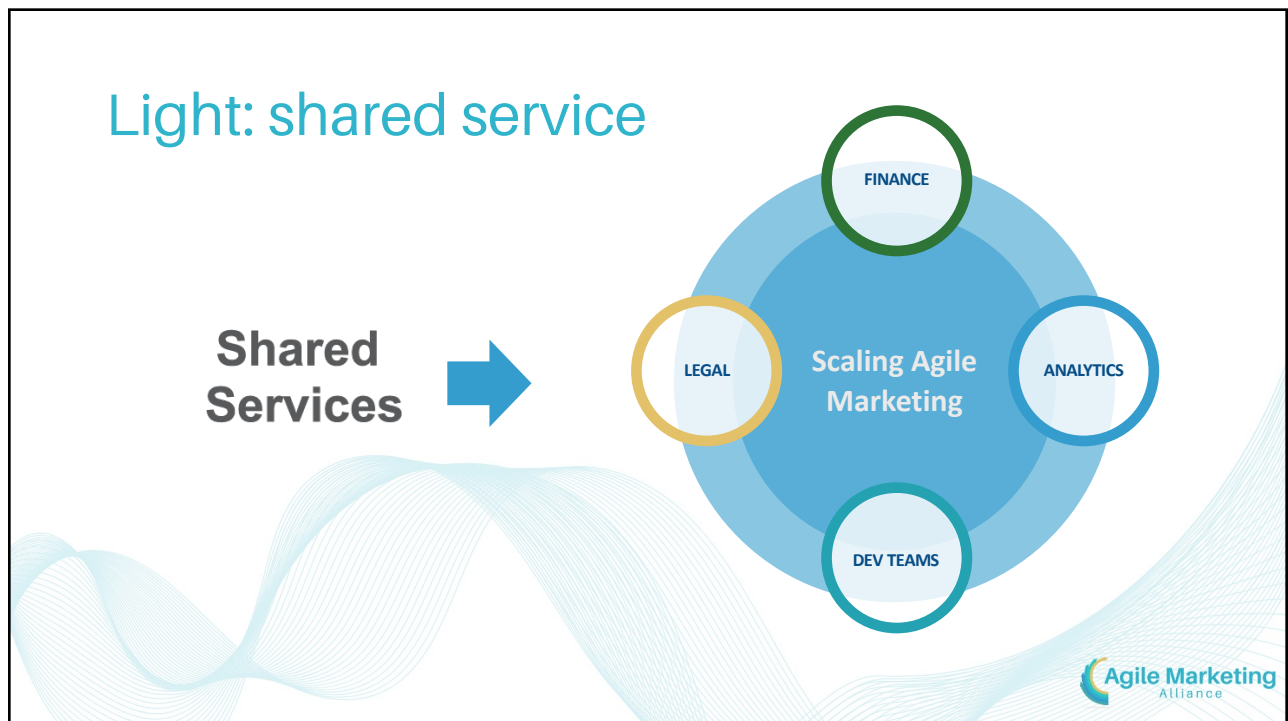 Light: shared service
FINANCE
Shared
Services
LEGAL
Scaling Agile
Marketing
ANALYTICS
DEV TEAMS
Agile Marketing
Alliance